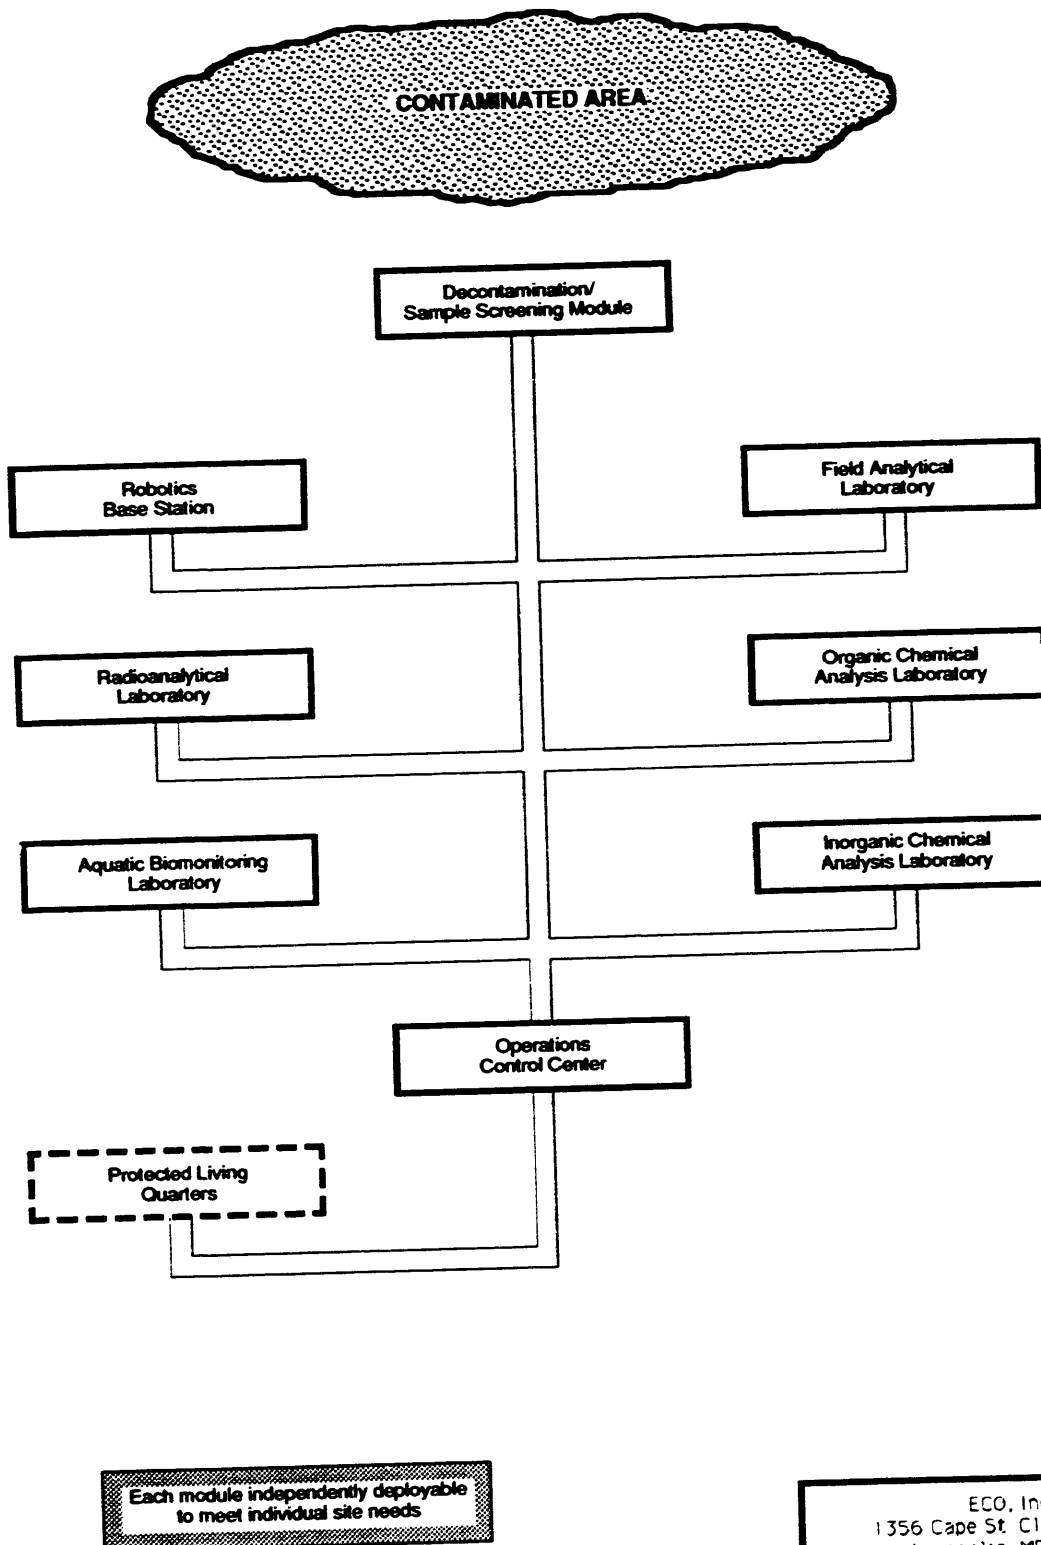 CONTAMINATED AREA
Decontamination/
Sample Screening Module
Robotics
Base Station
Field Analytical
Laboratory
Radioanalytical
Laboratory
Organic Chemical
Analysis Laboratory
Aquatic Biomonitoring
Laboratory
Inorganic Chemical
Analysis Laboratory
Operations
Control Center
Protected Living
Quarters
Each module independently deployable
to meet individual site needs
ECO,
1356 Cape St.